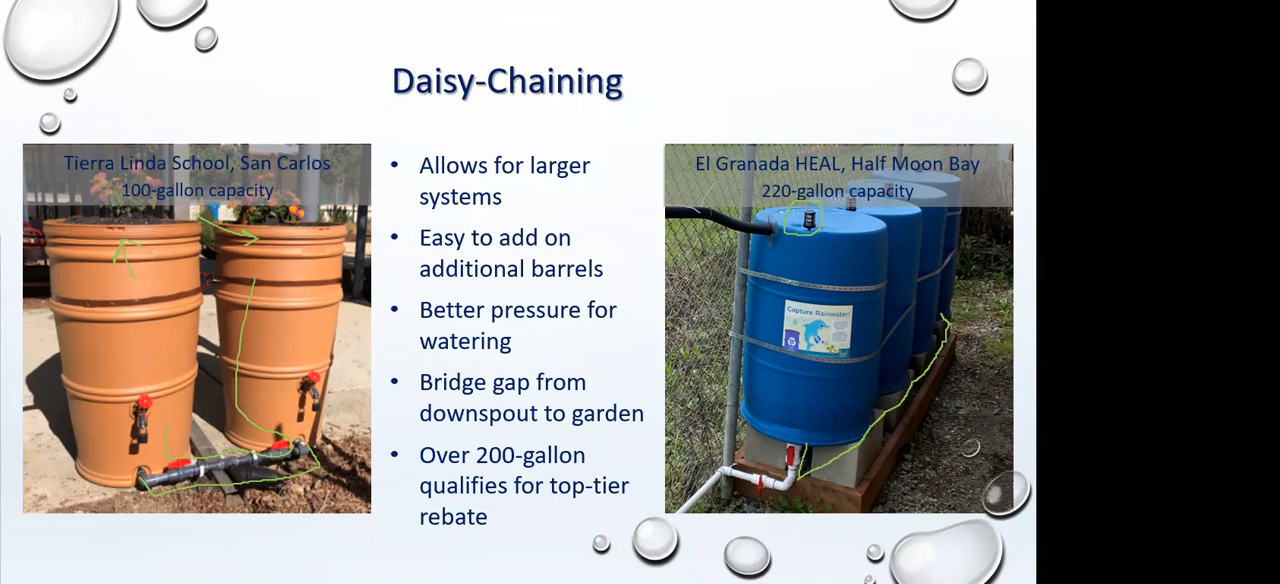 Daisy-Chaining
Tierra Linda School, San Carlos
100-gallon capacity
• Allows for larger
systems
• Easy to add on
additional barrels
• Better pressure for
watering
• Bridge gap from
downspout to garden
• Over 200-gallon
qualifies for top-tier
rebate
El Granada HEAL, Half Moon Bay
220-gallon capacity
Capture Rainwater!